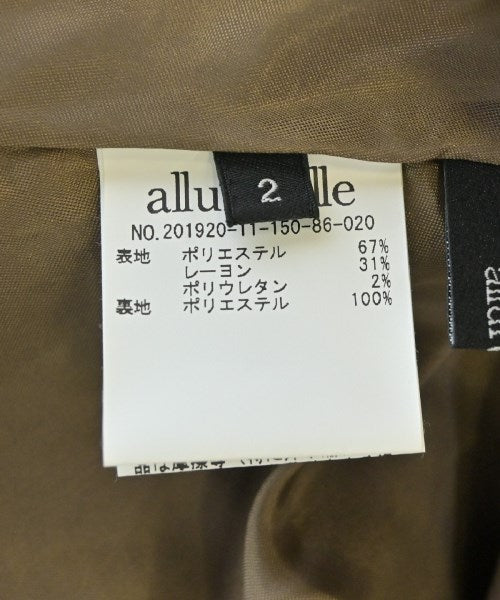 allu lle
2
NO.201920-11-150-86-020
表地 ポリエステル 67%
レーヨン 31%
ポリウレタン 2%
裏地 ポリエステル 100%